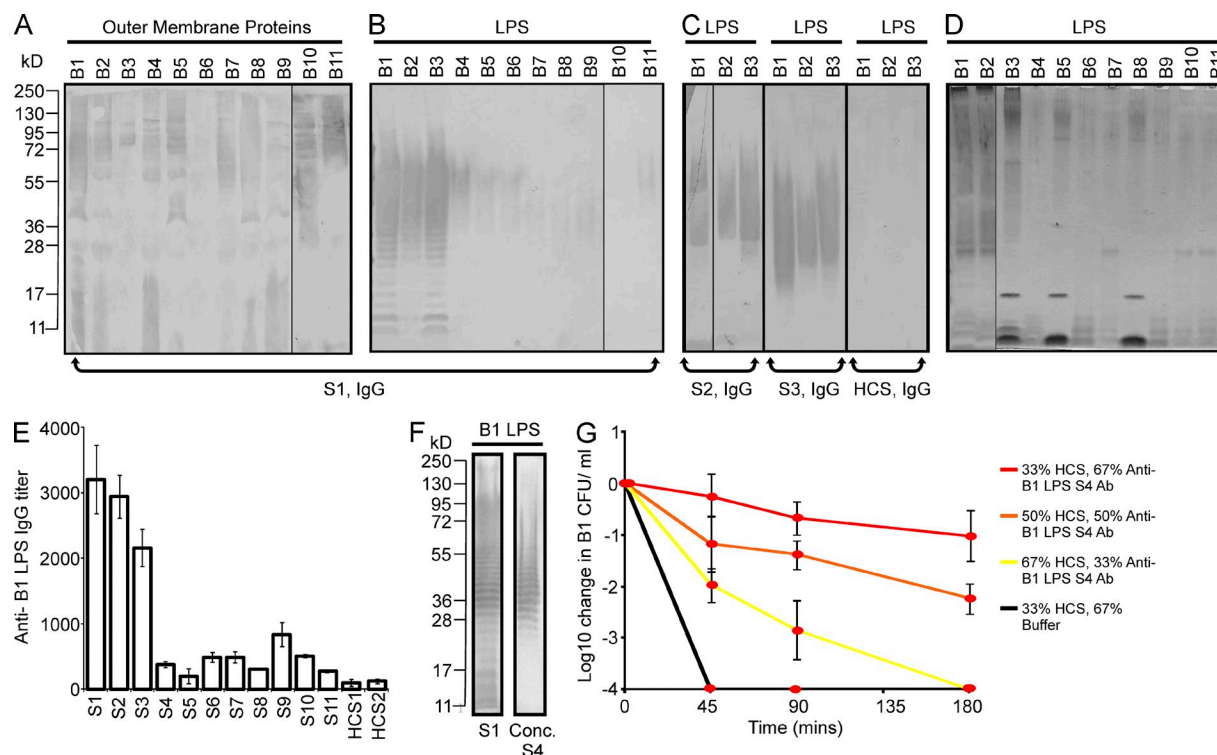 A
Outer Membrane Proteins
kD
B1 B2 B3 B4 B5 B6 B7 B8 B9 B10 B11
250
130
95
72
55
36
28
17
11
B
LPS
B1 B2 B3 B4 B5 B6 B7 B8 B9 B10 B11
S1, IgG
C
LPS LPS LPS
B1 B2 B3 B1 B2 B3 B1 B2 B3
S2, IgG S3, IgG HCS, IgG
D
LPS
B1 B2 B3 B4 B5 B6 B7 B8 B9 B10 B11
E
Anti- B1 LPS IgG titer
4000
3000
2000
1000
0
S1 S2 S3 S4 S5 S6 S7 S8 S9 S10 S11 HCS1 HCS2
F
B1 LPS
kD
250
130
95
72
55
36
28
17
11
S1 Conc.
S4
G
Log10 change in B1 CFU/ ml
1
0
-1
-2
-3
-4
0 45 90 135 180
Time (mins)
33% HCS, 67% Anti-
B1 LPS S4 Ab
50% HCS, 50% Anti-
B1 LPS S4 Ab
67% HCS, 33% Anti-
B1 LPS S4 Ab
33% HCS, 67%
Buffer